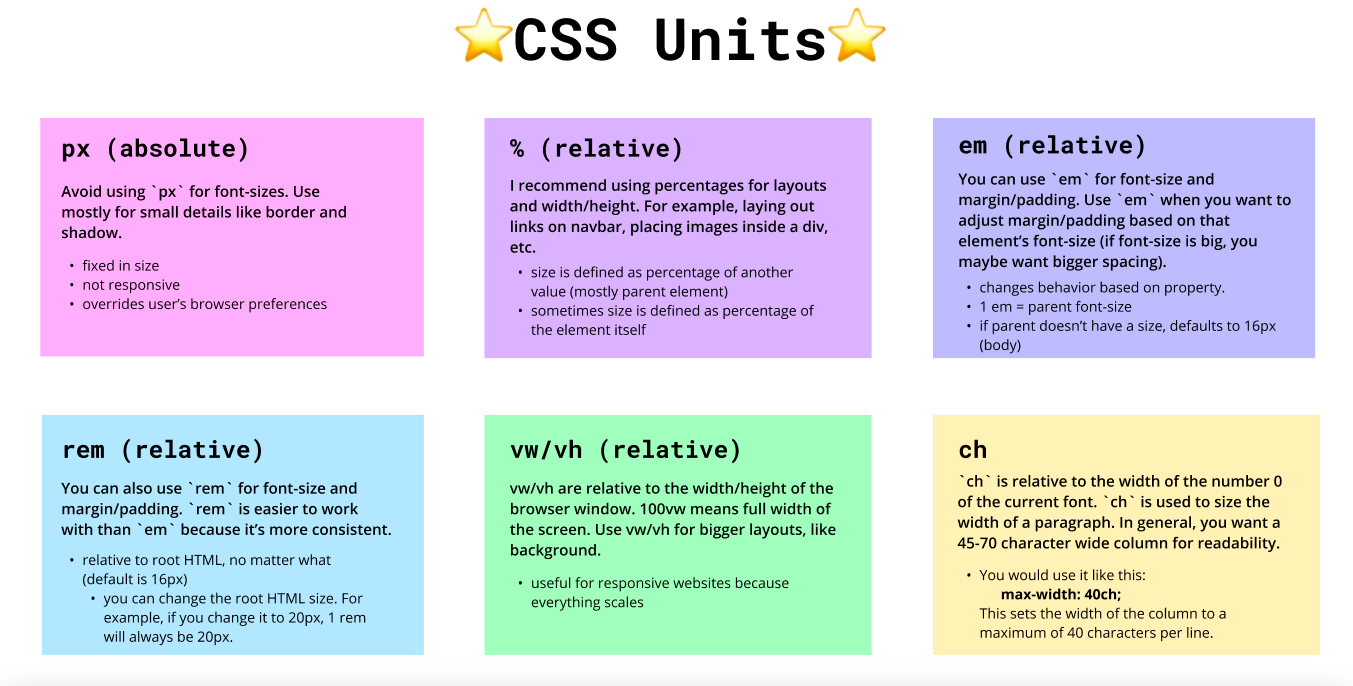 ⭐CSS Units⭐
px (absolute)
Avoid using `px` for font-sizes. Use
mostly for small details like border and
shadow.
• fixed in size
• not responsive
• overrides user’s browser preferences
% (relative)
I recommend using percentages for layouts
and width/height. For example, laying out
links on navbar, placing images inside a div,
etc.
• size is defined as percentage of another
value (mostly parent element)
• sometimes size is defined as percentage of
the element itself
em (relative)
You can use `em` for font-size and
margin/padding. Use `em` when you want to
adjust margin/padding based on that
element’s font-size (if font-size is big, you
maybe want bigger spacing).
• changes behavior based on property.
• 1 em = parent font-size
• if parent doesn’t have a size, defaults to 16px
(body)
rem (relative)
You can also use `rem` for font-size and
margin/padding. `rem` is easier to work
with than `em` because it’s more consistent.
• relative to root HTML, no matter what
(default is 16px)
• you can change the root HTML size. For
example, if you change it to 20px, 1 rem
will always be 20px.
vw/vh (relative)
vw/vh are relative to the width/height of the
browser window. 100vw means full width of
the screen. Use vw/vh for bigger layouts, like
background.
• useful for responsive websites because
everything scales
ch
`ch` is relative to the width of the number 0
of the current font. `ch` is used to size the
width of a paragraph. In general, you want a
45-70 character wide column for readability.
• You would use it like this:
max-width: 40ch;
This sets the width of the column to a
maximum of 40 characters per line.